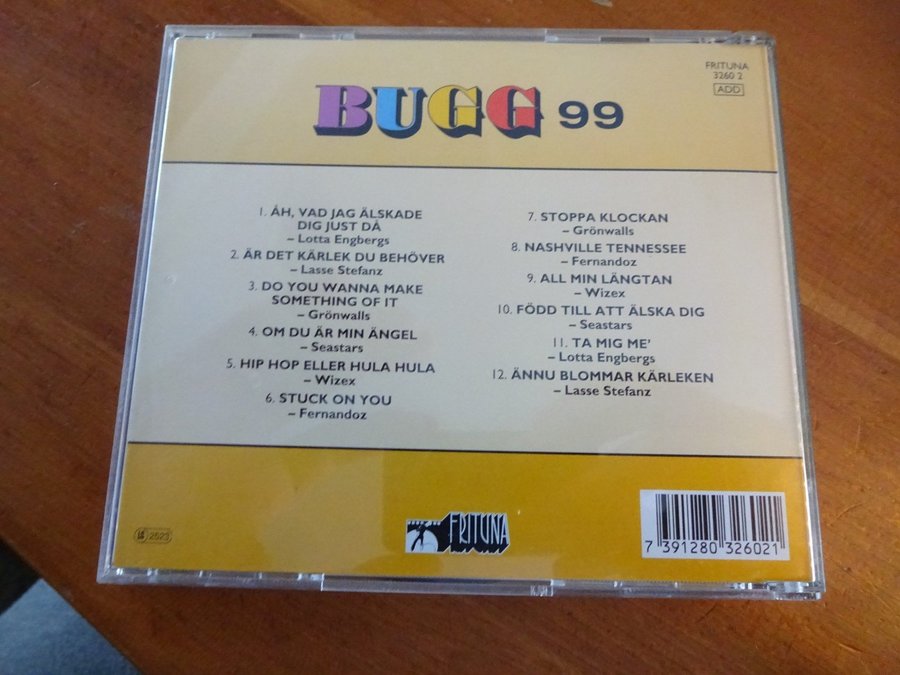 BUGG 99
FRITUNA
3260 2
ADD
1. ÅH, VAD JAG ÄLSKADE
DIG JUST DÅ
– Lotta Engbergs
2. ÄR DET KÄRLEK DU BEHÖVER
– Lasse Stefanz
3. DO YOU WANNA MAKE
SOMETHING OF IT
– Grönwalls
4. OM DU ÄR MIN ÄNGEL
– Seastars
5. HIP HOP ELLER HULA HULA
– Wizex
6. STUCK ON YOU
– Fernandoz
7. STOPPA KLOCKAN
– Grönwalls
8. NASHVILLE TENNESSEE
– Fernandoz
9. ALL MIN LÄNGTAN
– Wizex
10. FÖDD TILL ATT ÄLSKA DIG
– Seastars
11. TA MIG ME'
– Lotta Engbergs
12. ÄNNU BLOMMAR KÄRLEKEN
– Lasse Stefanz
LC 2623
FRITUNA
7 391280 326021